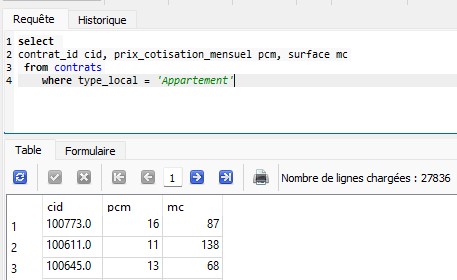 Requête Historique
1 select
2 contrat_id cid, prix_cotisation_mensuel pcm, surface mc
3 from contrats
4 where type_local = 'Appartement'
Table Formulaire
1 Nombre de lignes chargées : 27836
cid pcm mc
1 100773.0 16 87
2 100611.0 11 138
3 100645.0 13 68